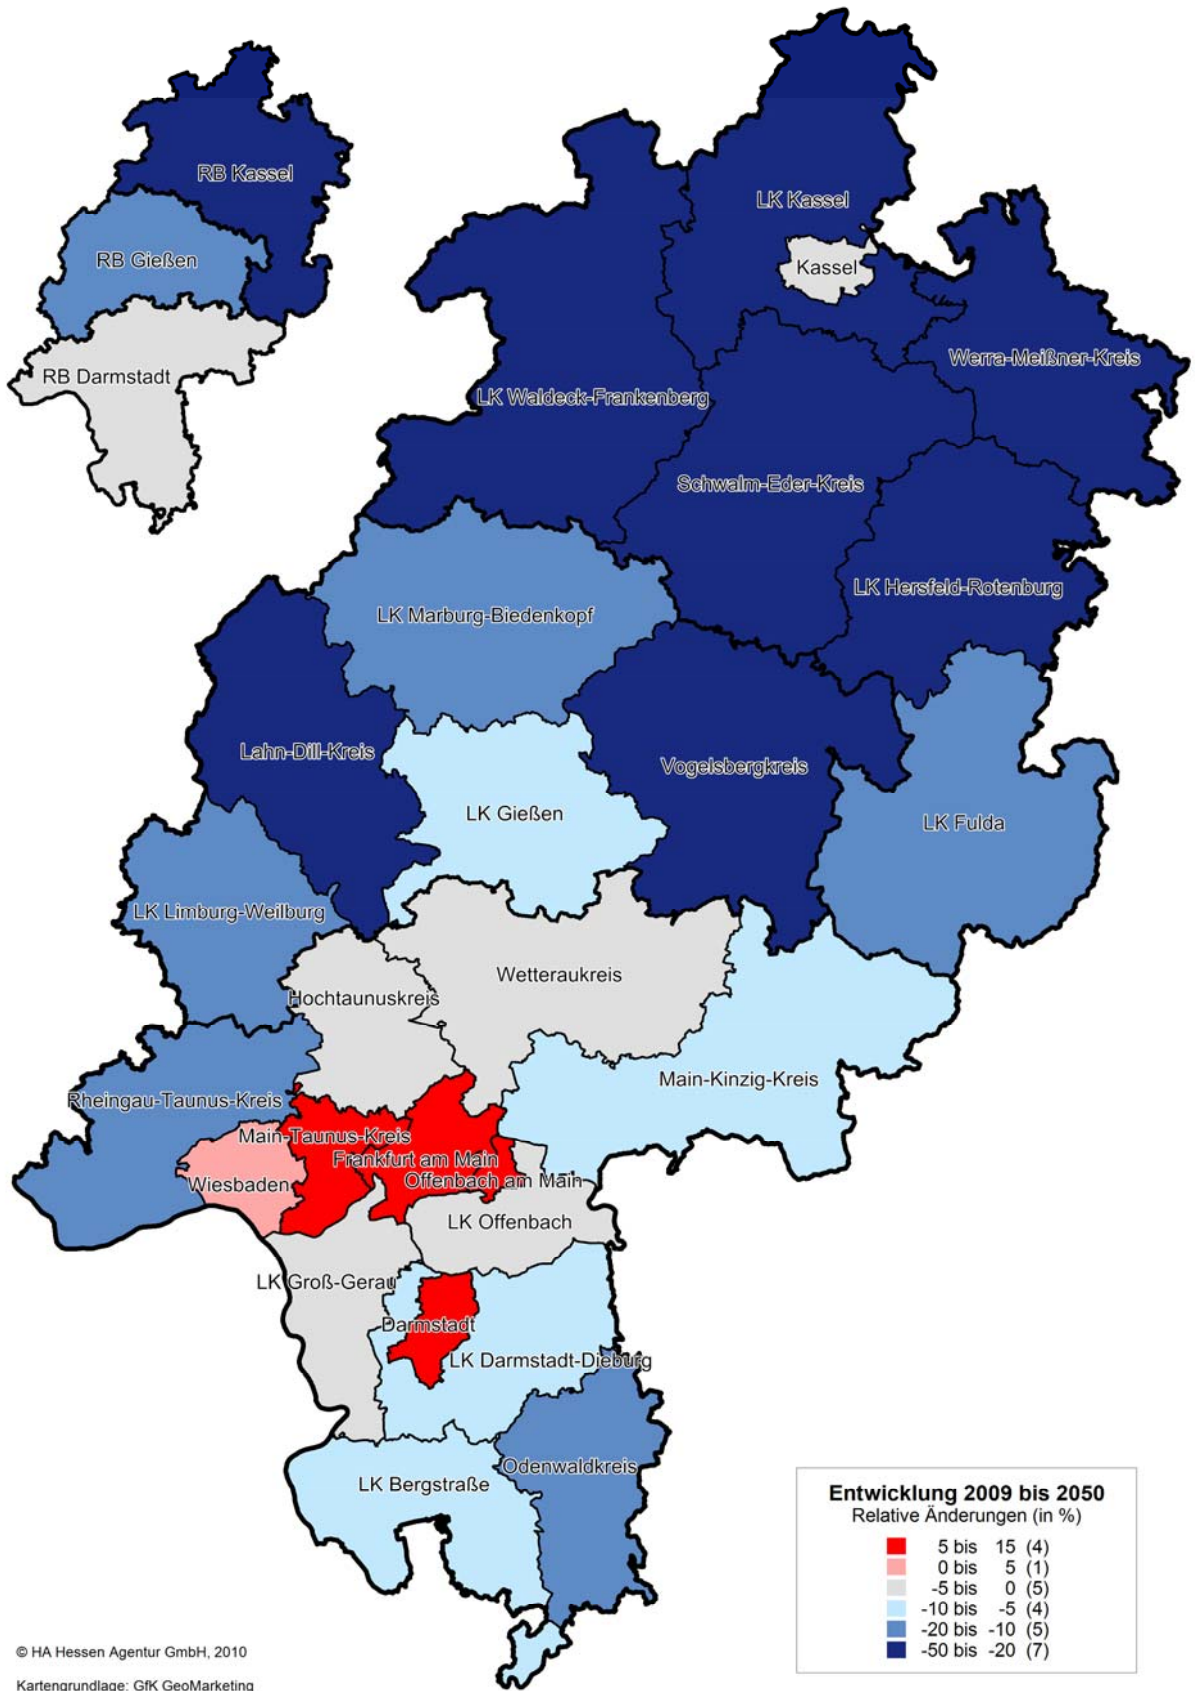 RB Kassel
RB Gießen
RB Darmstadt
LK Kassel
Kassel
Werra-Meißner-Kreis
LK Waldeck-Frankenberg
Schwalm-Eder-Kreis
LK Hersfeld-Rotenburg
LK Marburg-Biedenkopf
Lahn-Dill-Kreis
Vogelsbergkreis
LK Gießen
LK Fulda
LK Limburg-Weilburg
Wetteraukreis
Hochtaunuskreis
Main-Kinzig-Kreis
Rheingau-Taunus-Kreis
Main-Taunus-Kreis
Frankfurt am Main
Offenbach am Main
Wiesbaden
LK Offenbach
LK Groß-Gerau
Darmstadt
LK Darmstadt-Dieburg
Odenwaldkreis
LK Bergstraße
Entwicklung 2009 bis 2050
Relative Änderungen (in %)
5 bis 15 (4)
0 bis 5 (1)
-5 bis 0 (5)
-10 bis -5 (4)
-20 bis -10 (5)
-50 bis -20 (7)
© HA Hessen Agentur GmbH, 2010
Kartengrundlage: GfK GeoMarketing